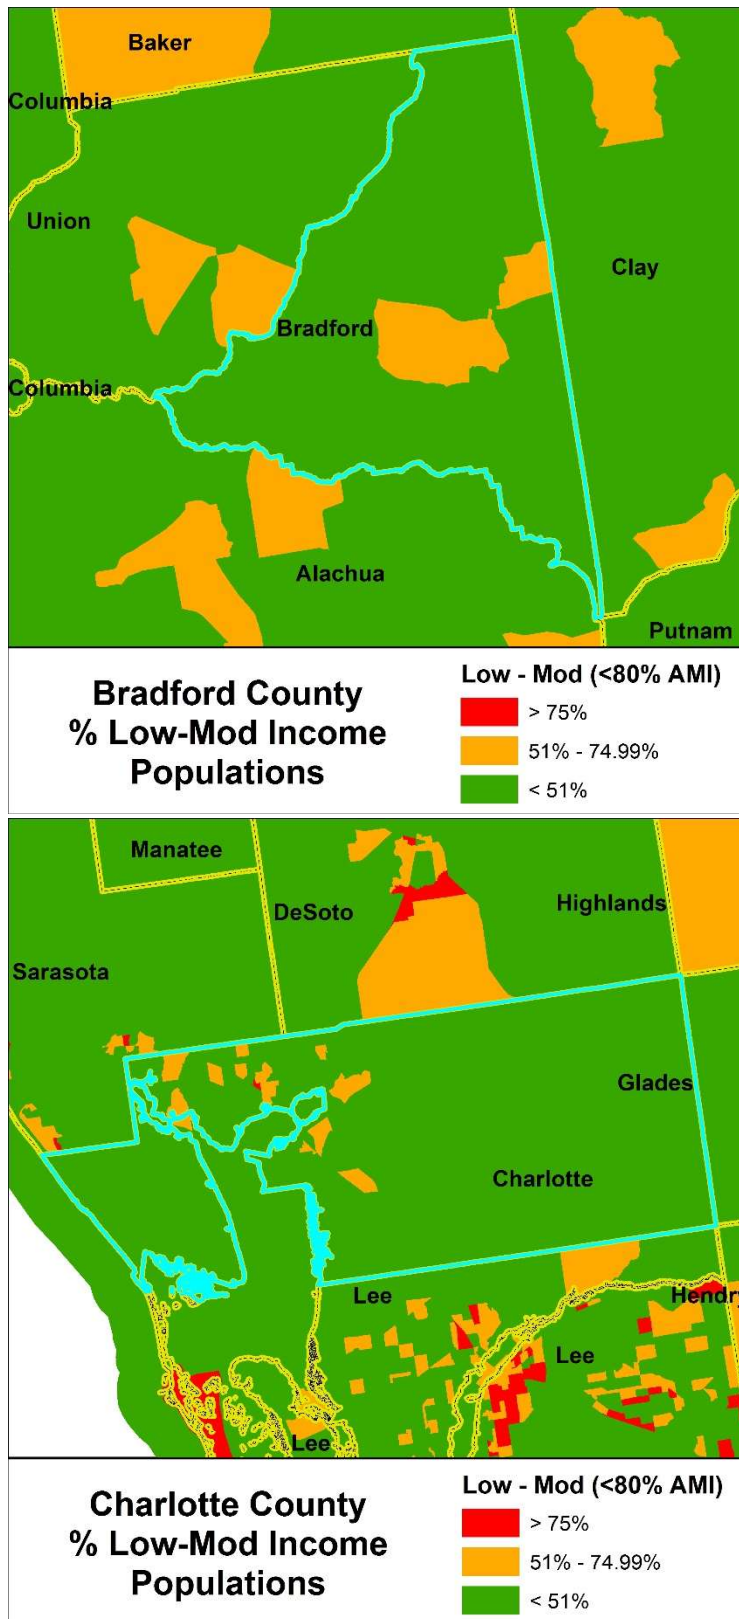 Baker
Columbia
Union
Clay
Bradford
Columbia
Alachua
Putnam
Bradford County
% Low-Mod Income
Populations
Low - Mod (<80% AMI)
> 75%
51% - 74.99%
< 51%
Manatee
DeSoto
Highlands
Sarasota
Glades
Charlotte
Lee
Hendry
Lee
Lee
Charlotte County
% Low-Mod Income
Populations
Low - Mod (<80% AMI)
> 75%
51% - 74.99%
< 51%